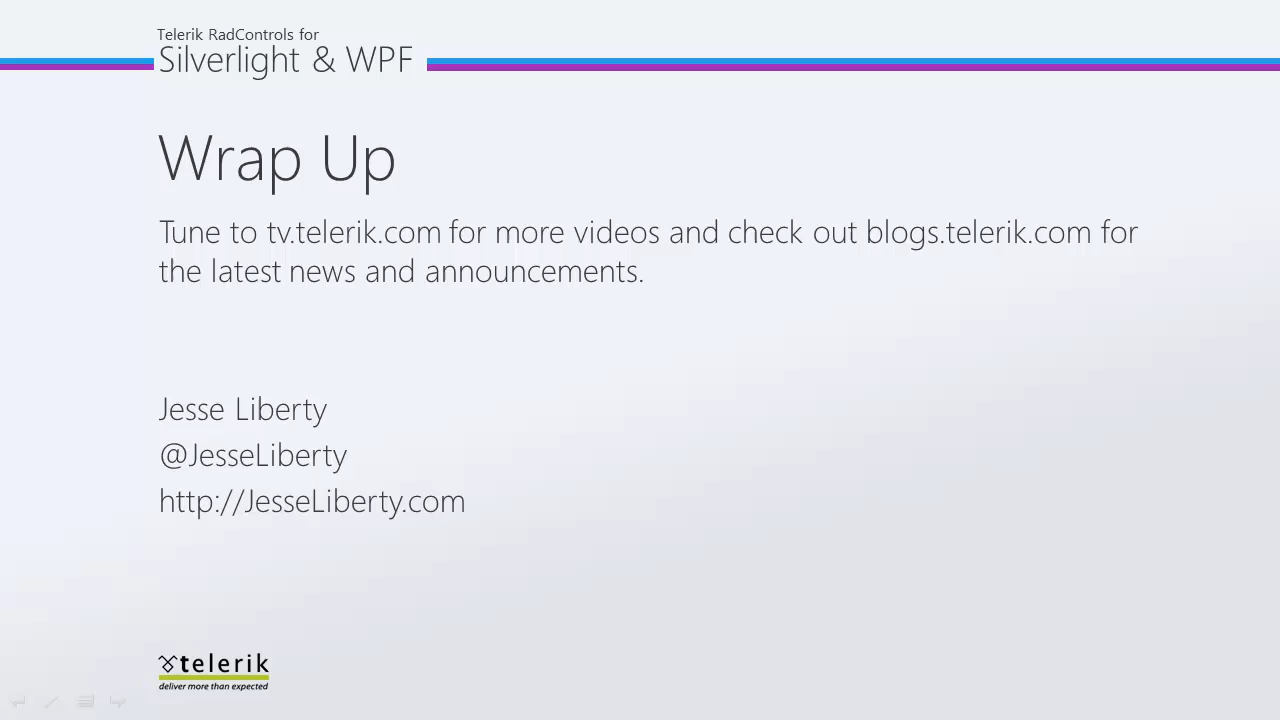 Telerik RadControls for
Silverlight & WPF
Wrap Up
Tune to tv.telerik.com for more videos and check out blogs.telerik.com for
the latest news and announcements.
Jesse Liberty
@JesseLiberty
http://JesseLiberty.com
telerik
deliver more than expected